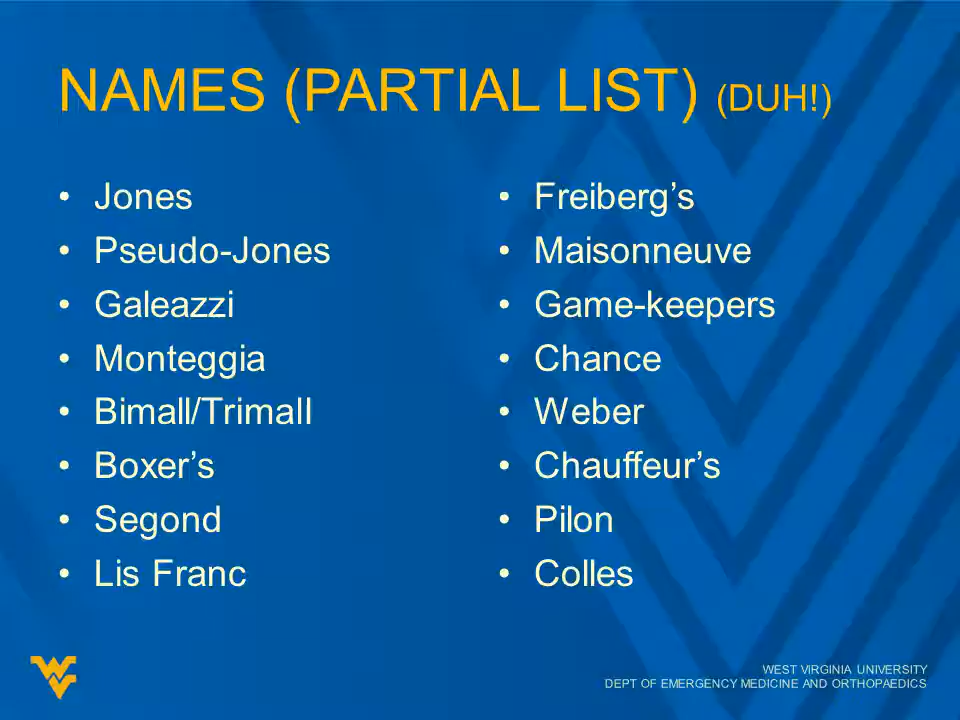 NAMES (PARTIAL LIST) (DUH!)
• Jones
• Pseudo-Jones
• Galeazzi
• Monteggia
• Bimall/Trimall
• Boxer’s
• Segond
• Lis Franc
• Freiberg’s
• Maisonneuve
• Game-keepers
• Chance
• Weber
• Chauffeur’s
• Pilon
• Colles
WEST VIRGINIA UNIVERSITY
DEPT OF EMERGENCY MEDICINE AND ORTHOPAEDICS